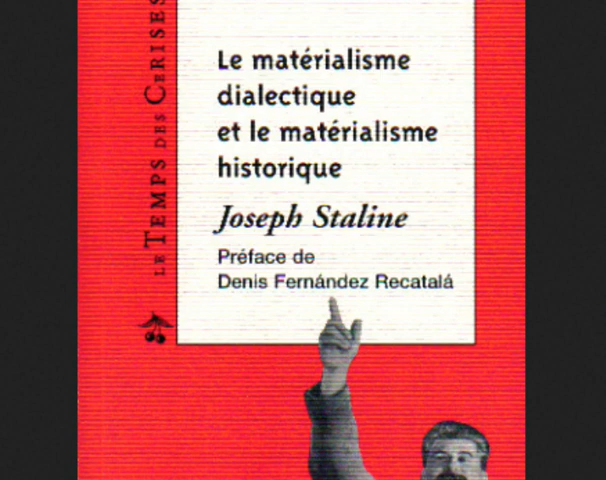 Le matérialisme
dialectique
et le matérialisme
historique
Joseph Staline
Préface de
Denis Fernández Recatalá
LE TEMPS DES CERISES